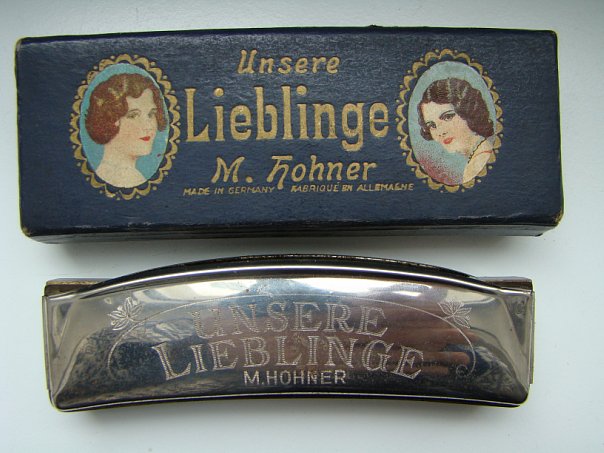 Unsere
Lieblinge
M. Hohner
MADE IN GERMANY FABRIQUE EN ALLEMAGNE
UNSERE
LIEBLINGE
M. HOHNER